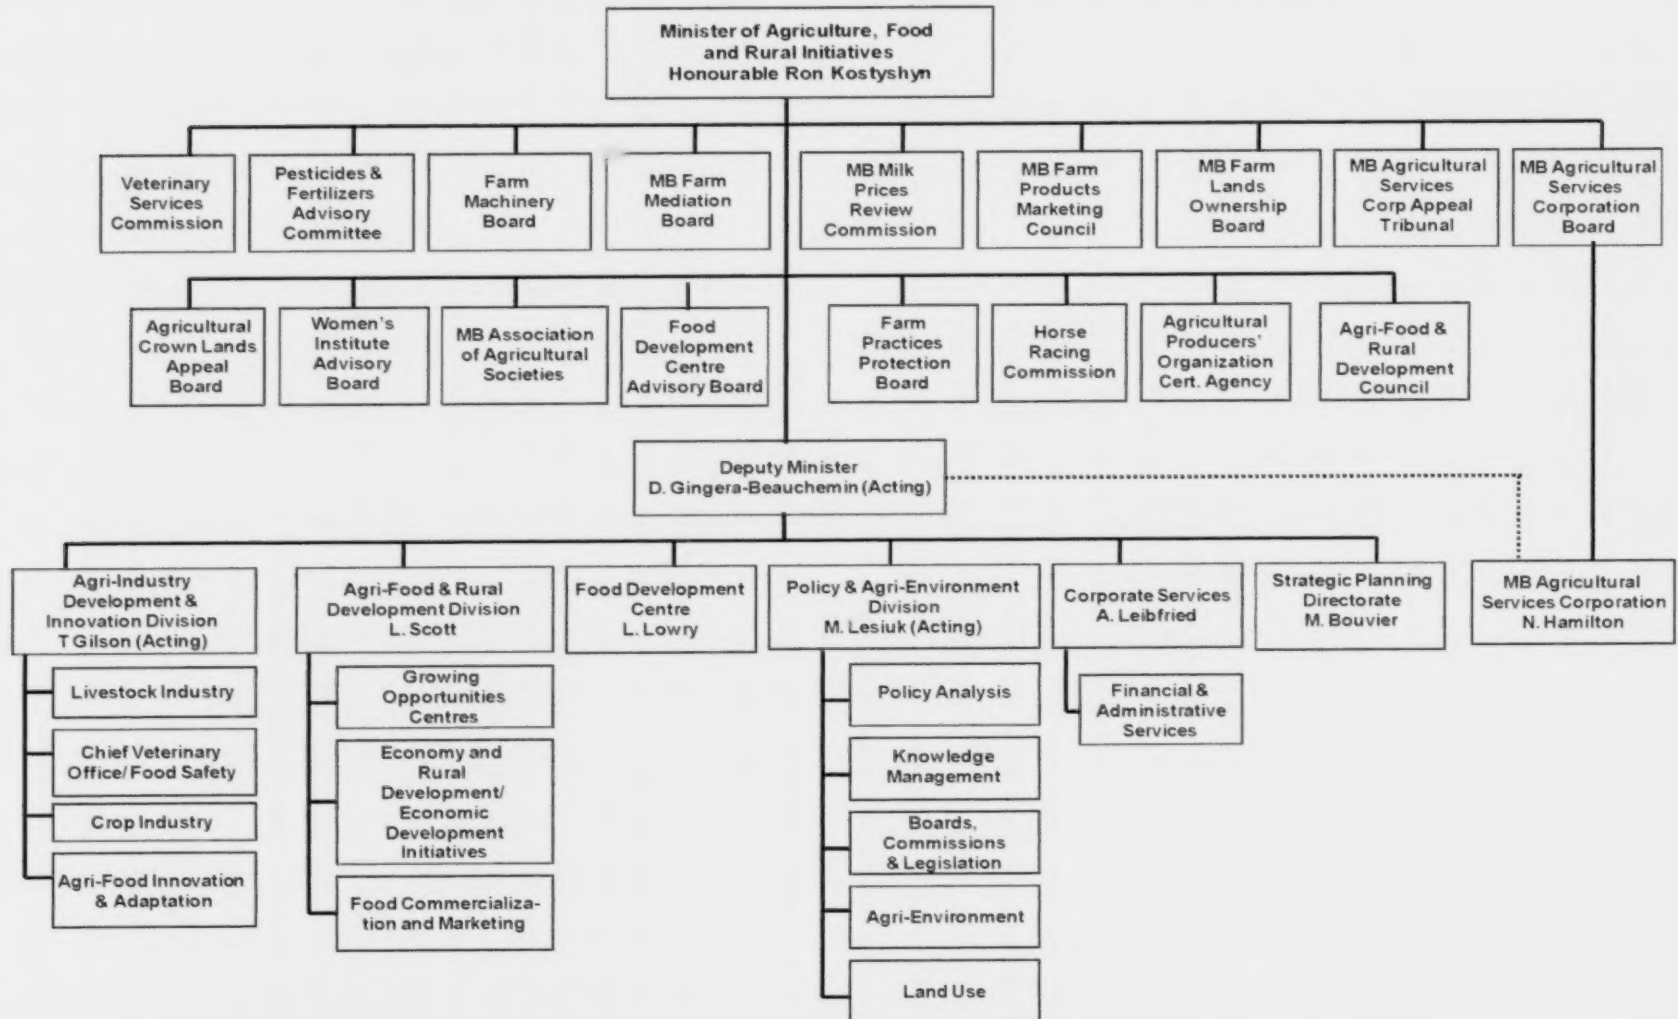 Minister of Agriculture, Food
and Rural Initiatives
Honourable Ron Kostyshyn
Veterinary
Services
Commission
Pesticides &
Fertilizers
Advisory
Committee
Farm
Machinery
Board
MB Farm
Mediation
Board
MB Milk
Prices
Review
Commission
MB Farm
Products
Marketing
Council
MB Farm
Lands
Ownership
Board
MB Agricultural
Services
Corp Appeal
Tribunal
MB Agricultural
Services
Corporation
Board
Agricultural
Crown Lands
Appeal
Board
Women's
Institute
Advisory
Board
MB Association
of Agricultural
Societies
Food
Development
Centre
Advisory Board
Farm
Practices
Protection
Board
Horse
Racing
Commission
Agricultural
Producers'
Organization
Cert. Agency
Agri-Food &
Rural
Development
Council
Deputy Minister
D. Gingera-Beauchemin (Acting)
Agri-Industry
Development &
Innovation Division
T Gilson (Acting)
Agri-Food & Rural
Development Division
L. Scott
Food Development
Centre
L. Lowry
Policy & Agri-Environment
Division
M. Lesiuk (Acting)
Corporate Services
A. Leibfried
Strategic Planning
Directorate
M. Bouvier
MB Agricultural
Services Corporation
N. Hamilton
Livestock Industry
Chief Veterinary
Office/ Food Safety
Crop Industry
Agri-Food Innovation
& Adaptation
Growing
Opportunities
Centres
Economy and
Rural
Development/
Economic
Development
Initiatives
Food Commercializa-
tion and Marketing
Policy Analysis
Knowledge
Management
Boards,
Commissions
& Legislation
Agri-Environment
Land Use
Financial &
Administrative
Services